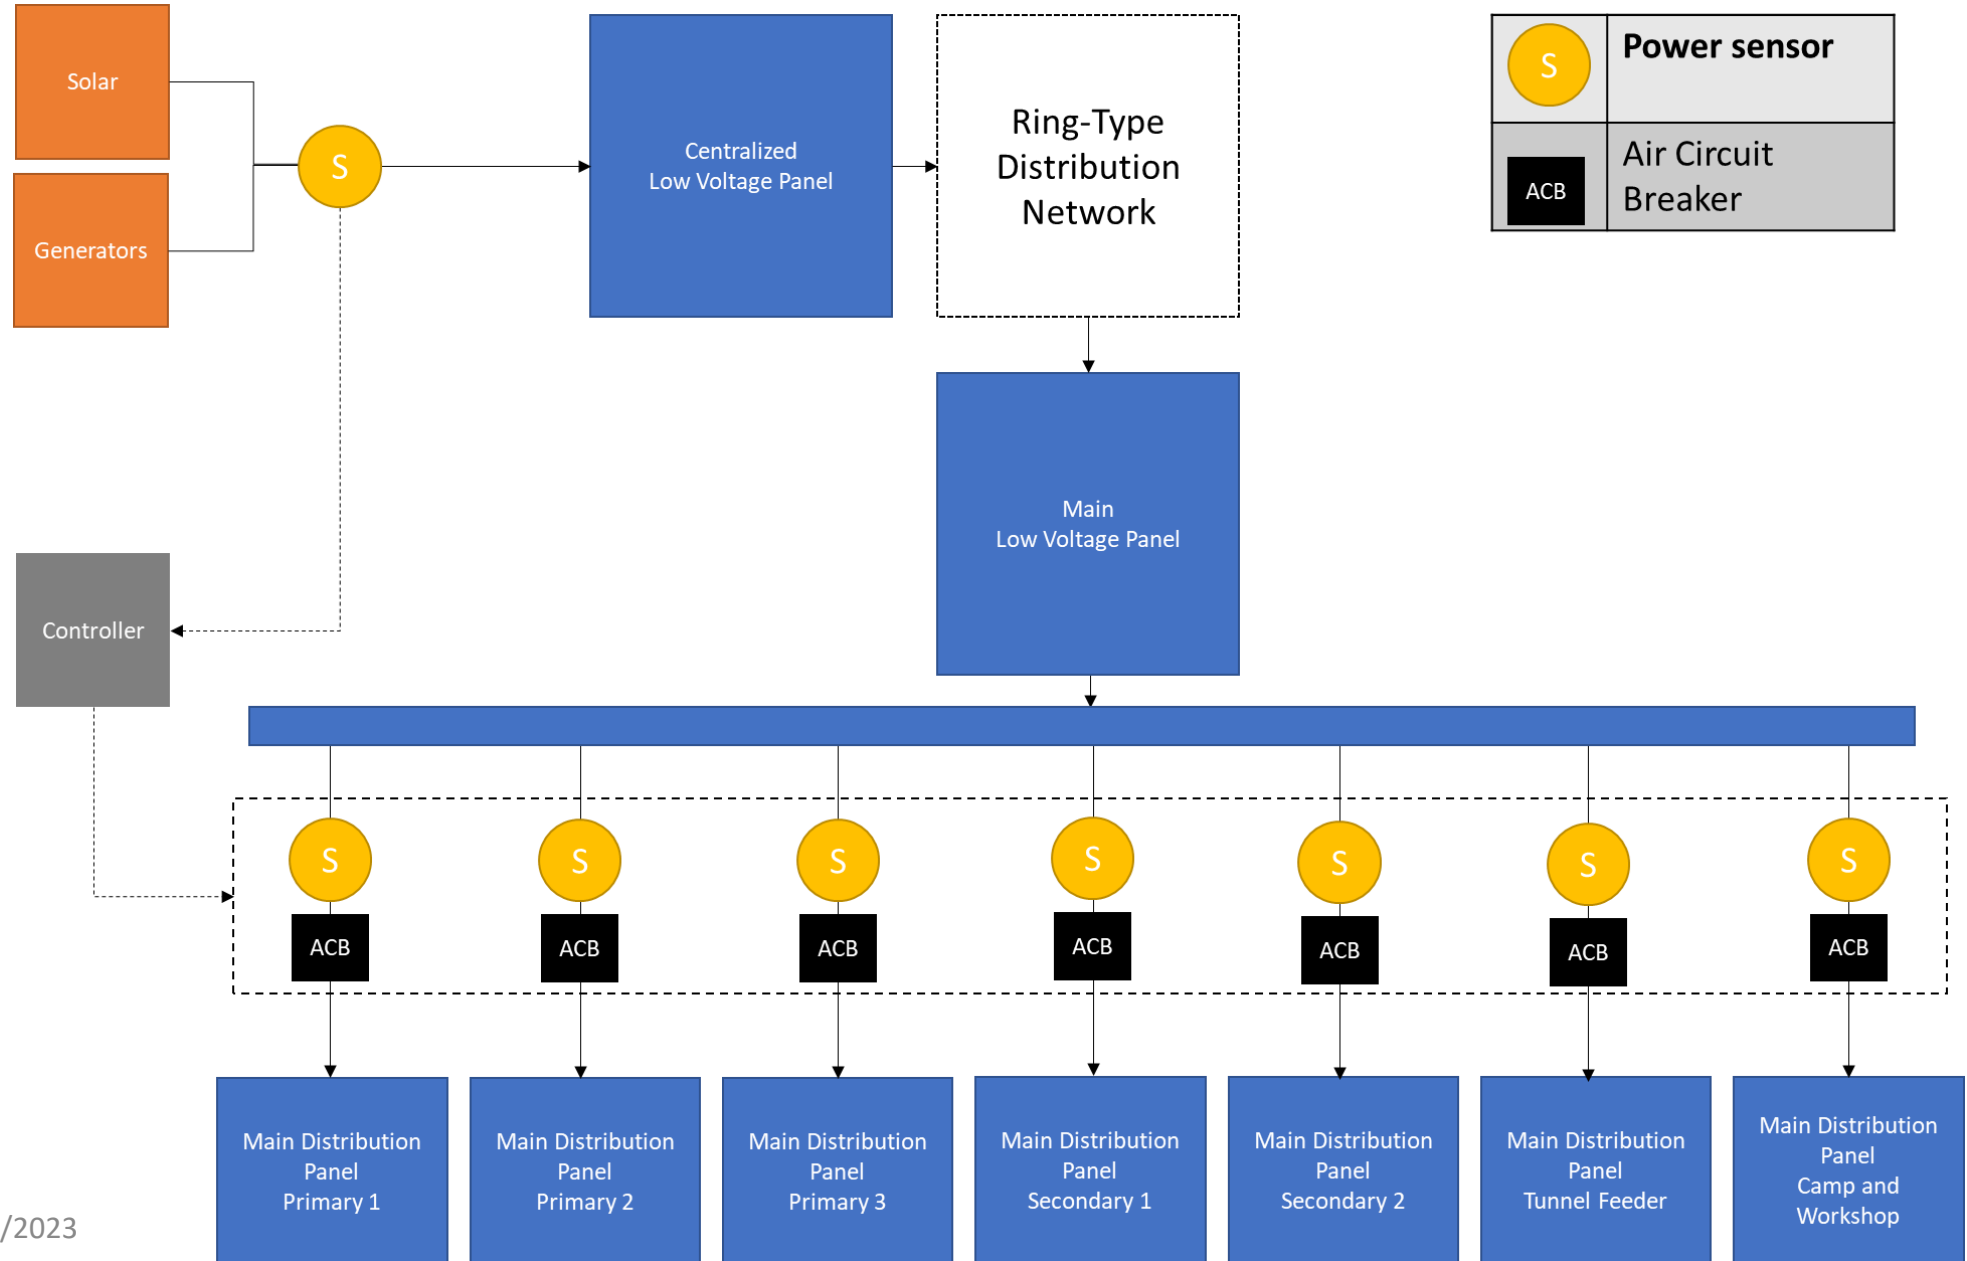 Solar
Generators
S
Centralized
Low Voltage Panel
Ring-Type
Distribution
Network
S
Power sensor
ACB
Air Circuit
Breaker
Main
Low Voltage Panel
Controller
S
S
S
S
S
S
S
ACB
ACB
ACB
ACB
ACB
ACB
ACB
Main Distribution
Panel
Primary 1
Main Distribution
Panel
Primary 2
Main Distribution
Panel
Primary 3
Main Distribution
Panel
Secondary 1
Main Distribution
Panel
Secondary 2
Main Distribution
Panel
Tunnel Feeder
Main Distribution
Panel
Camp and
Workshop
/2023